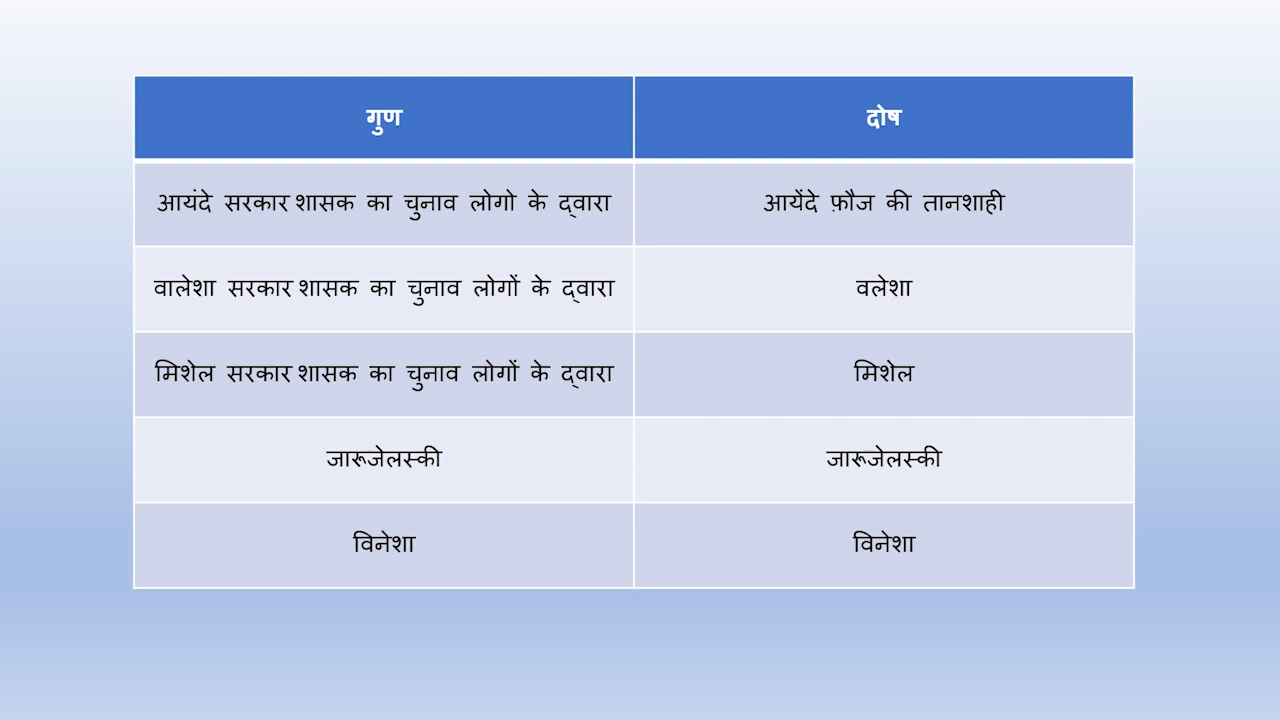 गुण
दोष
आयंदे सरकार शासक का चुनाव लोगो के द्वारा
आयेंदे फ़ौज की तानशाही
वालेशा सरकार शासक का चुनाव लोगों के द्वारा
वलेशा
मिशेल सरकार शासक का चुनाव लोगों के द्वारा
मिशेल
जारूजेलस्की
जारूजेलस्की
विनेशा
विनेशा